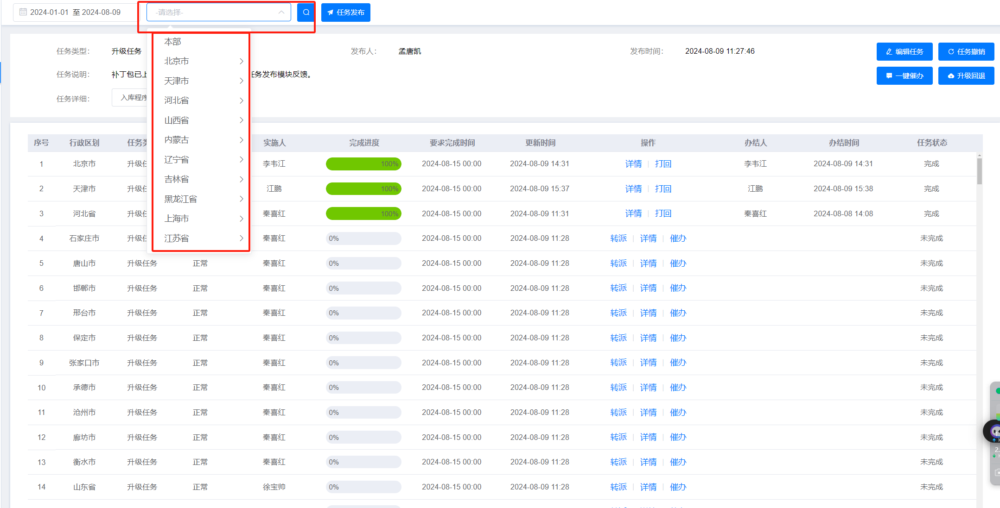 2024-01-01 至 2024-08-09 -请选择- 任务发布
本部
北京市
天津市
河北省
山西省
内蒙古
辽宁省
吉林省
黑龙江省
上海市
江苏省
任务类型： 升级任务 发布人： 孟唐凯 发布时间： 2024-08-09 11:27:46 编辑任务 任务撤销
任务说明： 补丁包已上 任务发布模块反馈。 一键催办 升级回退
任务详细： 入库程序
序号 行政区划 任务类 实施人 完成进度 要求完成时间 更新时间 操作 办结人 办结时间 任务状态
1 北京市 升级任 李韦江 100% 2024-08-15 00:00 2024-08-09 14:31 详情 打回 李韦江 2024-08-09 14:31 完成
2 天津市 升级任 江鹏 100% 2024-08-15 00:00 2024-08-09 15:37 详情 打回 江鹏 2024-08-09 15:38 完成
3 河北省 升级任 秦喜红 100% 2024-08-15 00:00 2024-08-09 11:31 详情 打回 秦喜红 2024-08-08 14:08 完成
4 石家庄市 升级任 秦喜红 0% 2024-08-15 00:00 2024-08-09 11:28 转派 详情 催办 未完成
5 唐山市 升级任务 正常 秦喜红 0% 2024-08-15 00:00 2024-08-09 11:28 转派 详情 催办 未完成
6 邯郸市 升级任务 正常 秦喜红 0% 2024-08-15 00:00 2024-08-09 11:28 转派 详情 催办 未完成
7 邢台市 升级任务 正常 秦喜红 0% 2024-08-15 00:00 2024-08-09 11:28 转派 详情 催办 未完成
8 保定市 升级任务 正常 秦喜红 0% 2024-08-15 00:00 2024-08-09 11:28 转派 详情 催办 未完成
9 张家口市 升级任务 正常 秦喜红 0% 2024-08-15 00:00 2024-08-09 11:28 转派 详情 催办 未完成
10 承德市 升级任务 正常 秦喜红 0% 2024-08-15 00:00 2024-08-09 11:28 转派 详情 催办 未完成
11 沧州市 升级任务 正常 秦喜红 0% 2024-08-15 00:00 2024-08-09 11:28 转派 详情 催办 未完成
12 廊坊市 升级任务 正常 秦喜红 0% 2024-08-15 00:00 2024-08-09 11:28 转派 详情 催办 未完成
13 衡水市 升级任务 正常 秦喜红 0% 2024-08-15 00:00 2024-08-09 11:28 转派 详情 催办 未完成
14 山东省 升级任务 正常 徐宝帅 0% 2024-08-15 00:00 2024-08-09 11:28 转派 详情 催办 未完成